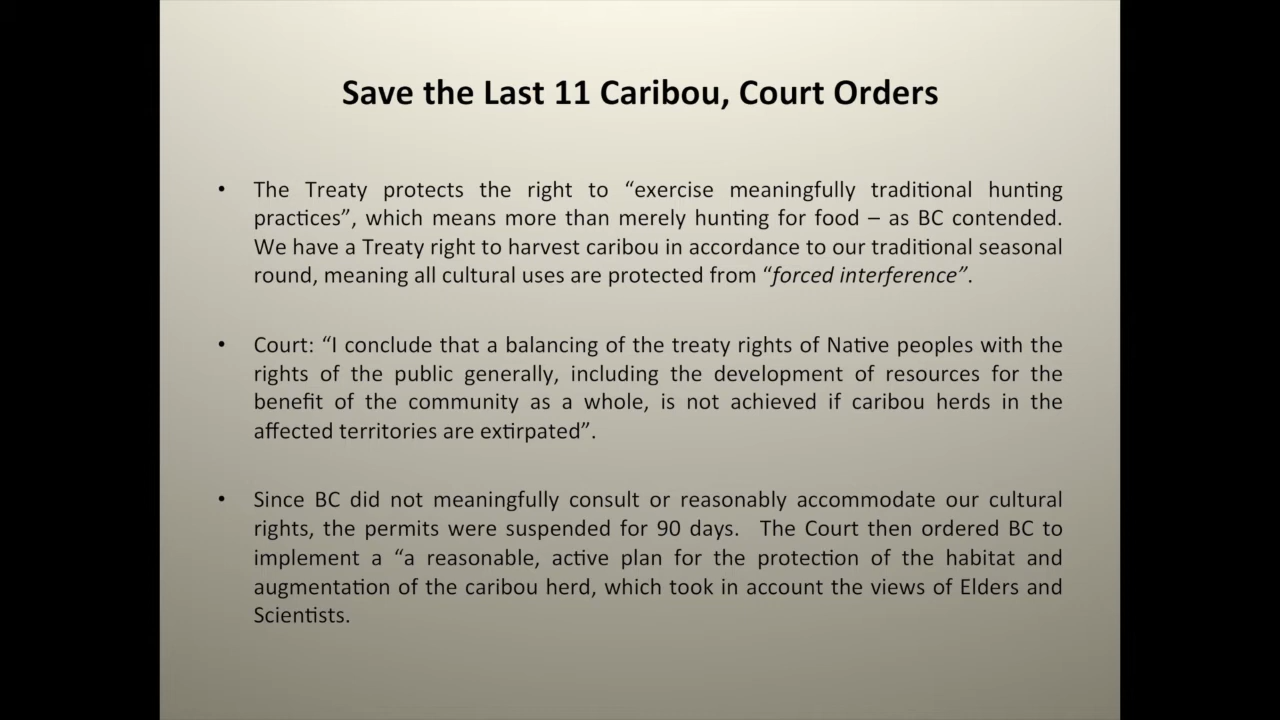 Save the Last 11 Caribou, Court Orders
• The Treaty protects the right to “exercise meaningfully traditional hunting
practices”, which means more than merely hunting for food – as BC contended.
We have a Treaty right to harvest caribou in accordance to our traditional seasonal
round, meaning all cultural uses are protected from “forced interference”.
• Court: “I conclude that a balancing of the treaty rights of Native peoples with the
rights of the public generally, including the development of resources for the
benefit of the community as a whole, is not achieved if caribou herds in the
affected territories are extirpated”.
• Since BC did not meaningfully consult or reasonably accommodate our cultural
rights, the permits were suspended for 90 days.  The Court then ordered BC to
implement a “a reasonable, active plan for the protection of the habitat and
augmentation of the caribou herd, which took in account the views of Elders and
Scientists.